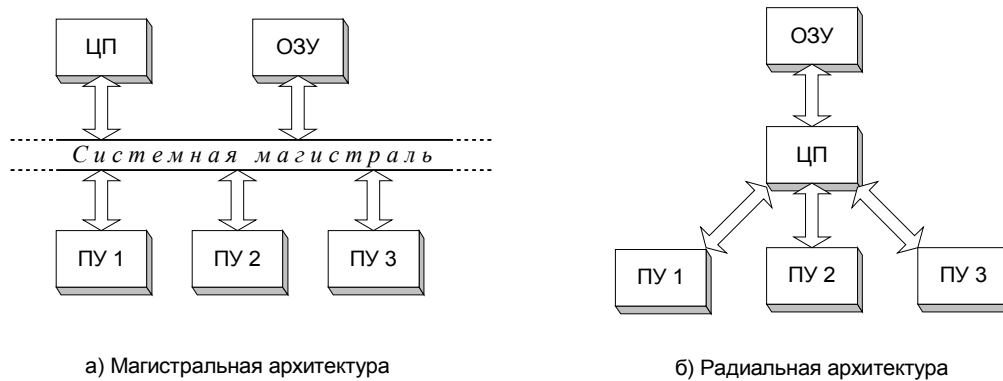 ЦП
ОЗУ
Системная магистраль
ПУ 1
ПУ 2
ПУ 3
а) Магистральная архитектура
ОЗУ
ЦП
ПУ 1
ПУ 2
ПУ 3
б) Радиальная архитектура